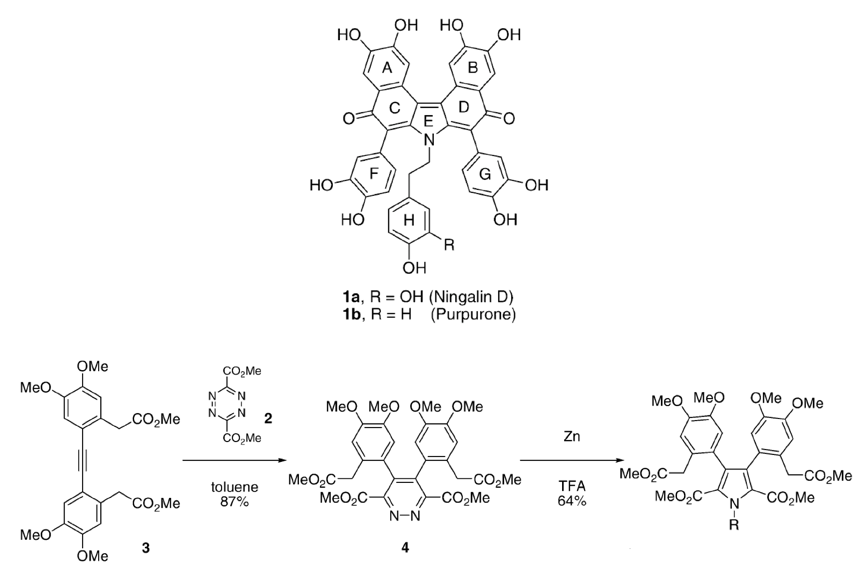 OH
HO
HO
OH
A
B
C
D
O
E
O
N
F
G
HO
OH
HO
H
OH
R
OH
1a, R = OH (Ningalin D)
1b, R = H (Purpurone)
OMe
MeO
CO₂Me
CO₂Me
MeO
OMe
3
CO₂Me
N N
N N
2
CO₂Me
toluene
87%
MeO OMe
OMe
OMe
MeO₂C
CO₂Me
MeO₂C
CO₂Me
N N
4
Zn
TFA
64%
MeO MeO
OMe
OMe
MeO₂C
CO₂Me
MeO₂C
CO₂Me
N
R